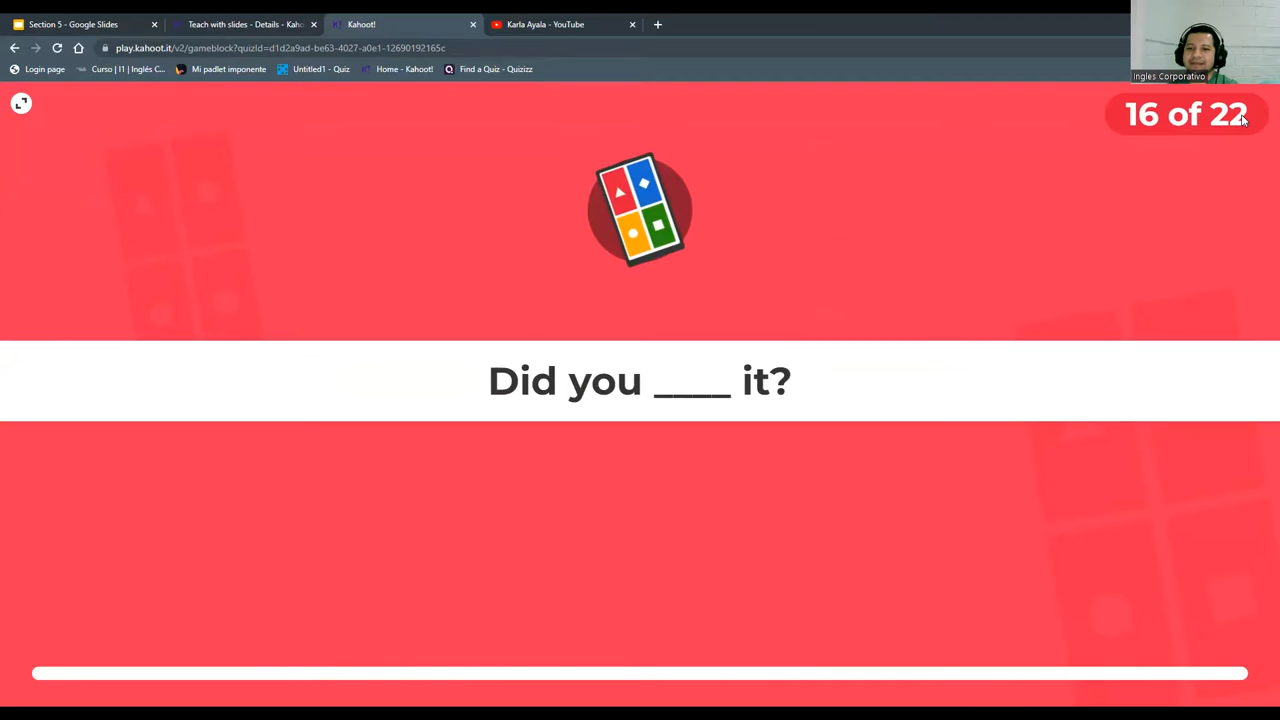 Section 5 - Google Slides
Teach with slides - Details - Kaho
Kahoot!
Karla Ayala - YouTube
play.kahoot.it/v2/gameblock?quizId=d1d2a9ad-be63-4027-a0e1-12690192165c
Login page
Curso | I1 | Inglés C...
Mi padlet imponente
Untitled1 - Quiz
Home - Kahoot!
Find a Quiz - Quizizz
Ingles Corporativo
16 of 22
Did you ____ it?